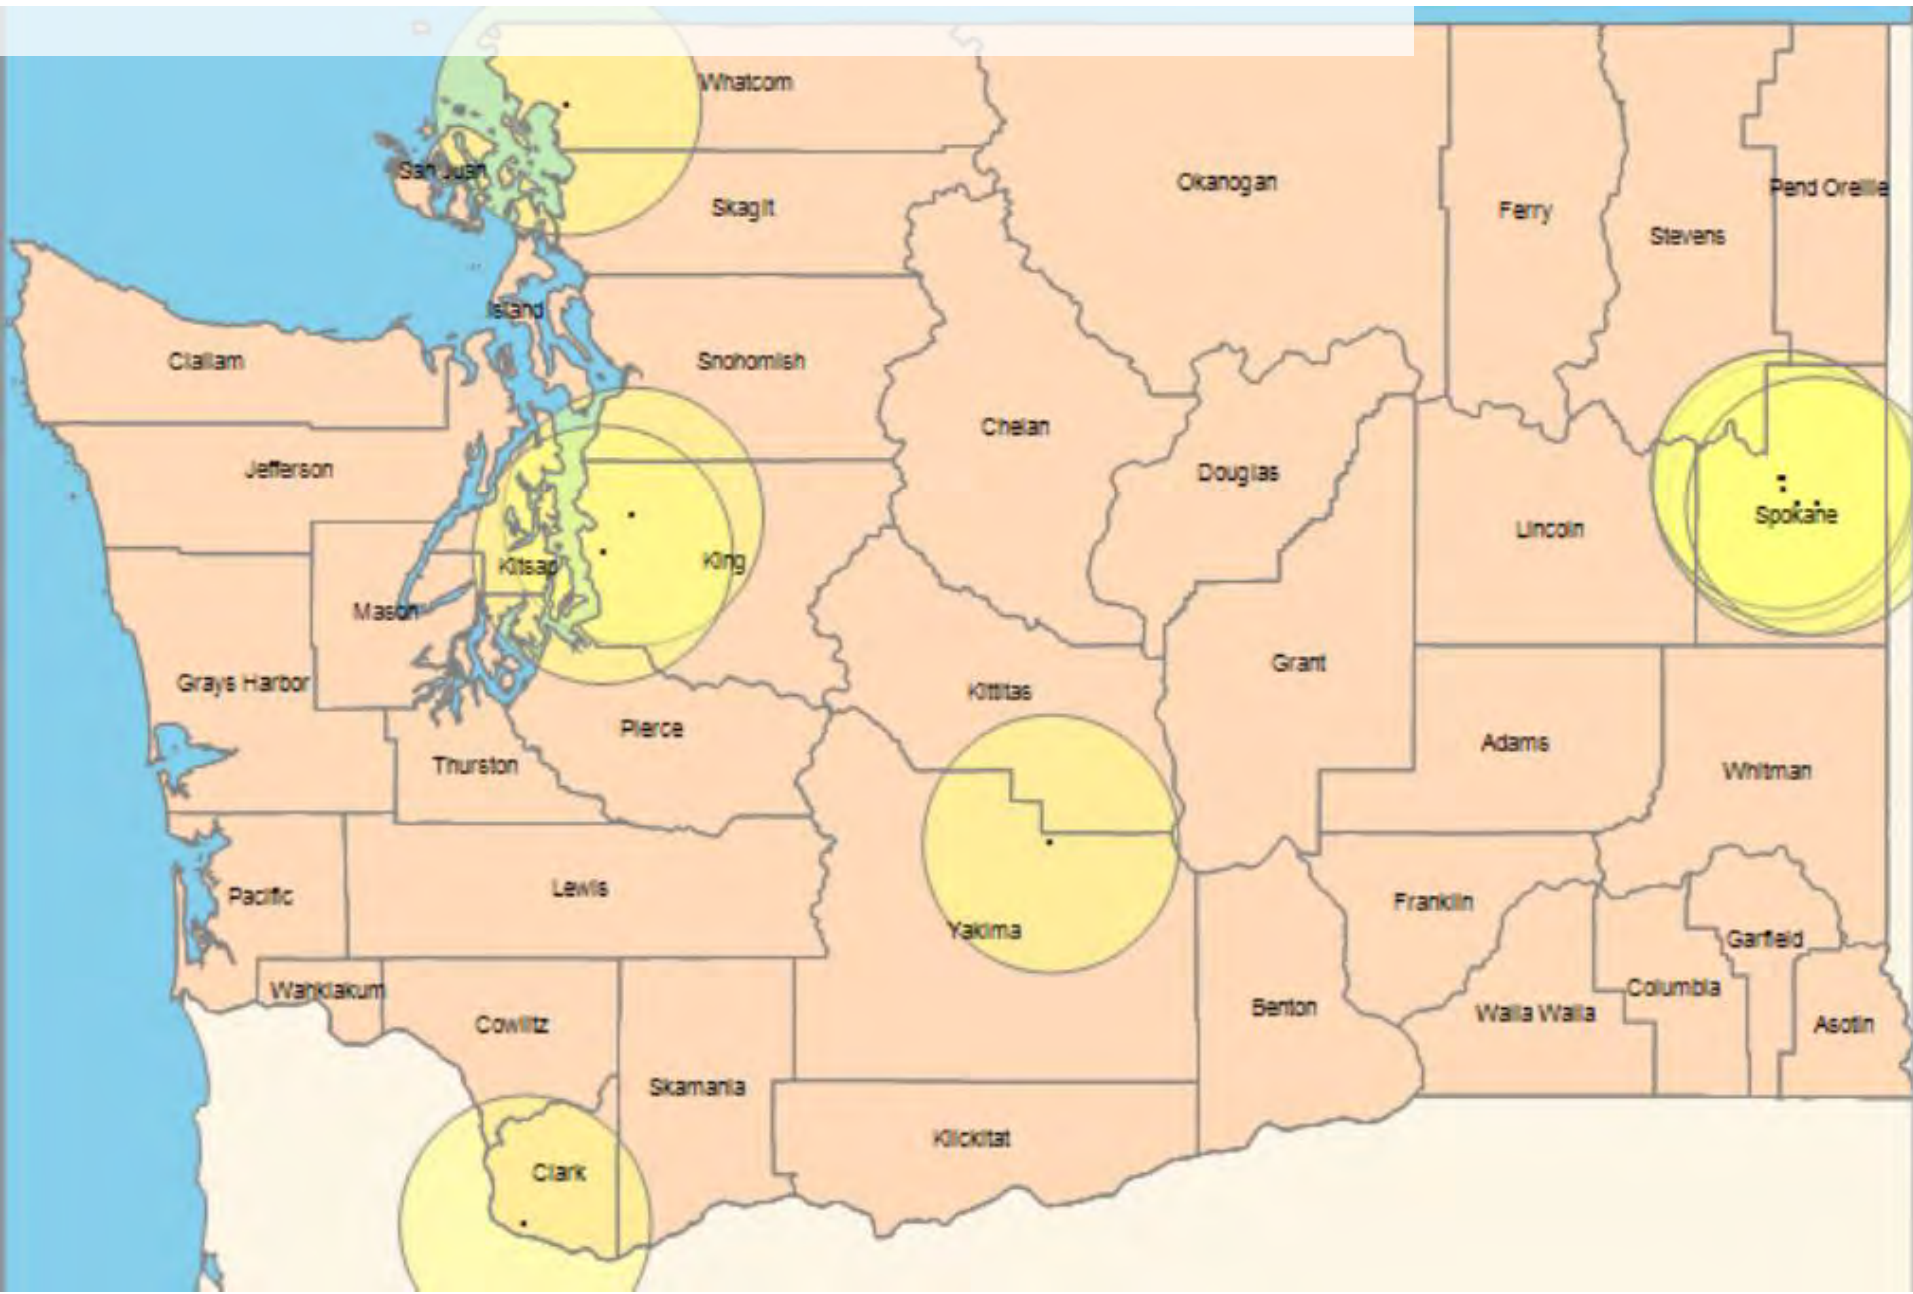 Whatcom
San Juan
Skagit
Okanogan
Ferry
Pend Oreille
Stevens
Island
Clallam
Snohomish
Chelan
Jefferson
Douglas
Lincoln
Spokane
Kitsap
King
Mason
Grant
Grays Harbor
Kittitas
Pierce
Thurston
Adams
Whitman
Pacific
Lewis
Yakima
Franklin
Garfield
Wahkiakum
Columbia
Cowlitz
Benton
Walla Walla
Asotin
Skamania
Klickitat
Clark